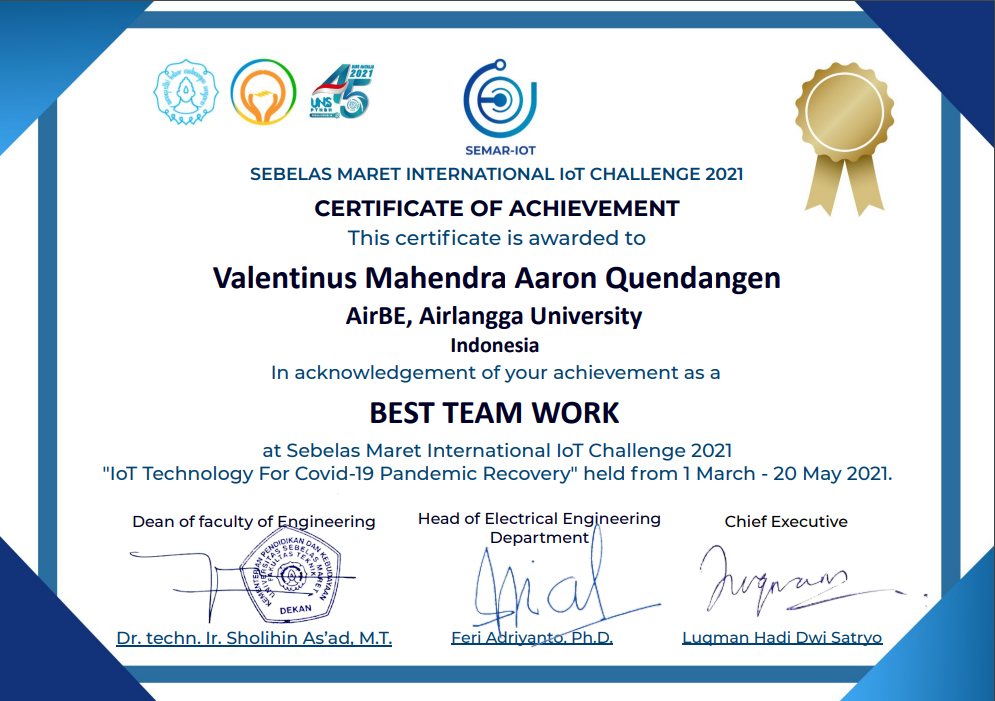 DIES NATALIS
2021
45
UNS
PTNBH
SEMAR-IOT
SEBELAS MARET INTERNATIONAL IoT CHALLENGE 2021
CERTIFICATE OF ACHIEVEMENT
This certificate is awarded to
Valentinus Mahendra Aaron Quendangen
AirBE, Airlangga University
Indonesia
In acknowledgement of your achievement as a
BEST TEAM WORK
at Sebelas Maret International IoT Challenge 2021
"IoT Technology For Covid-19 Pandemic Recovery" held from 1 March - 20 May 2021.
Dean of faculty of Engineering
Head of Electrical Engineering
Department
Chief Executive
KEMENTERIAN PENDIDIKAN DAN KEBUDAYAAN
UNIVERSITAS SEBELAS MARET
FAKULTAS TEKNIK
DEKAN
Dr. techn. Ir. Sholihin As'ad, M.T.
Feri Adriyanto, Ph.D.
Luqman Hadi Dwi Satryo